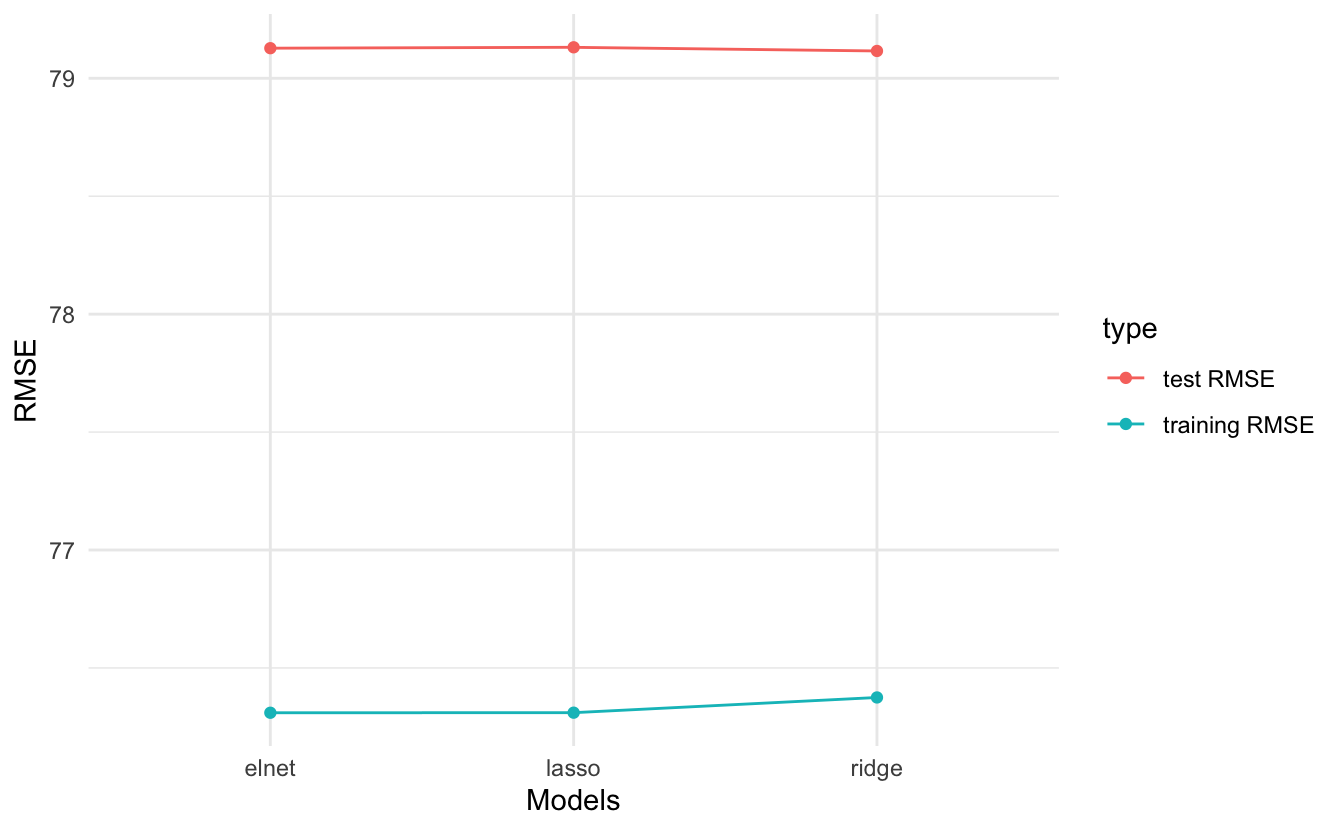 79
78
77
RMSE
elnet
lasso
ridge
Models
type
test RMSE
training RMSE